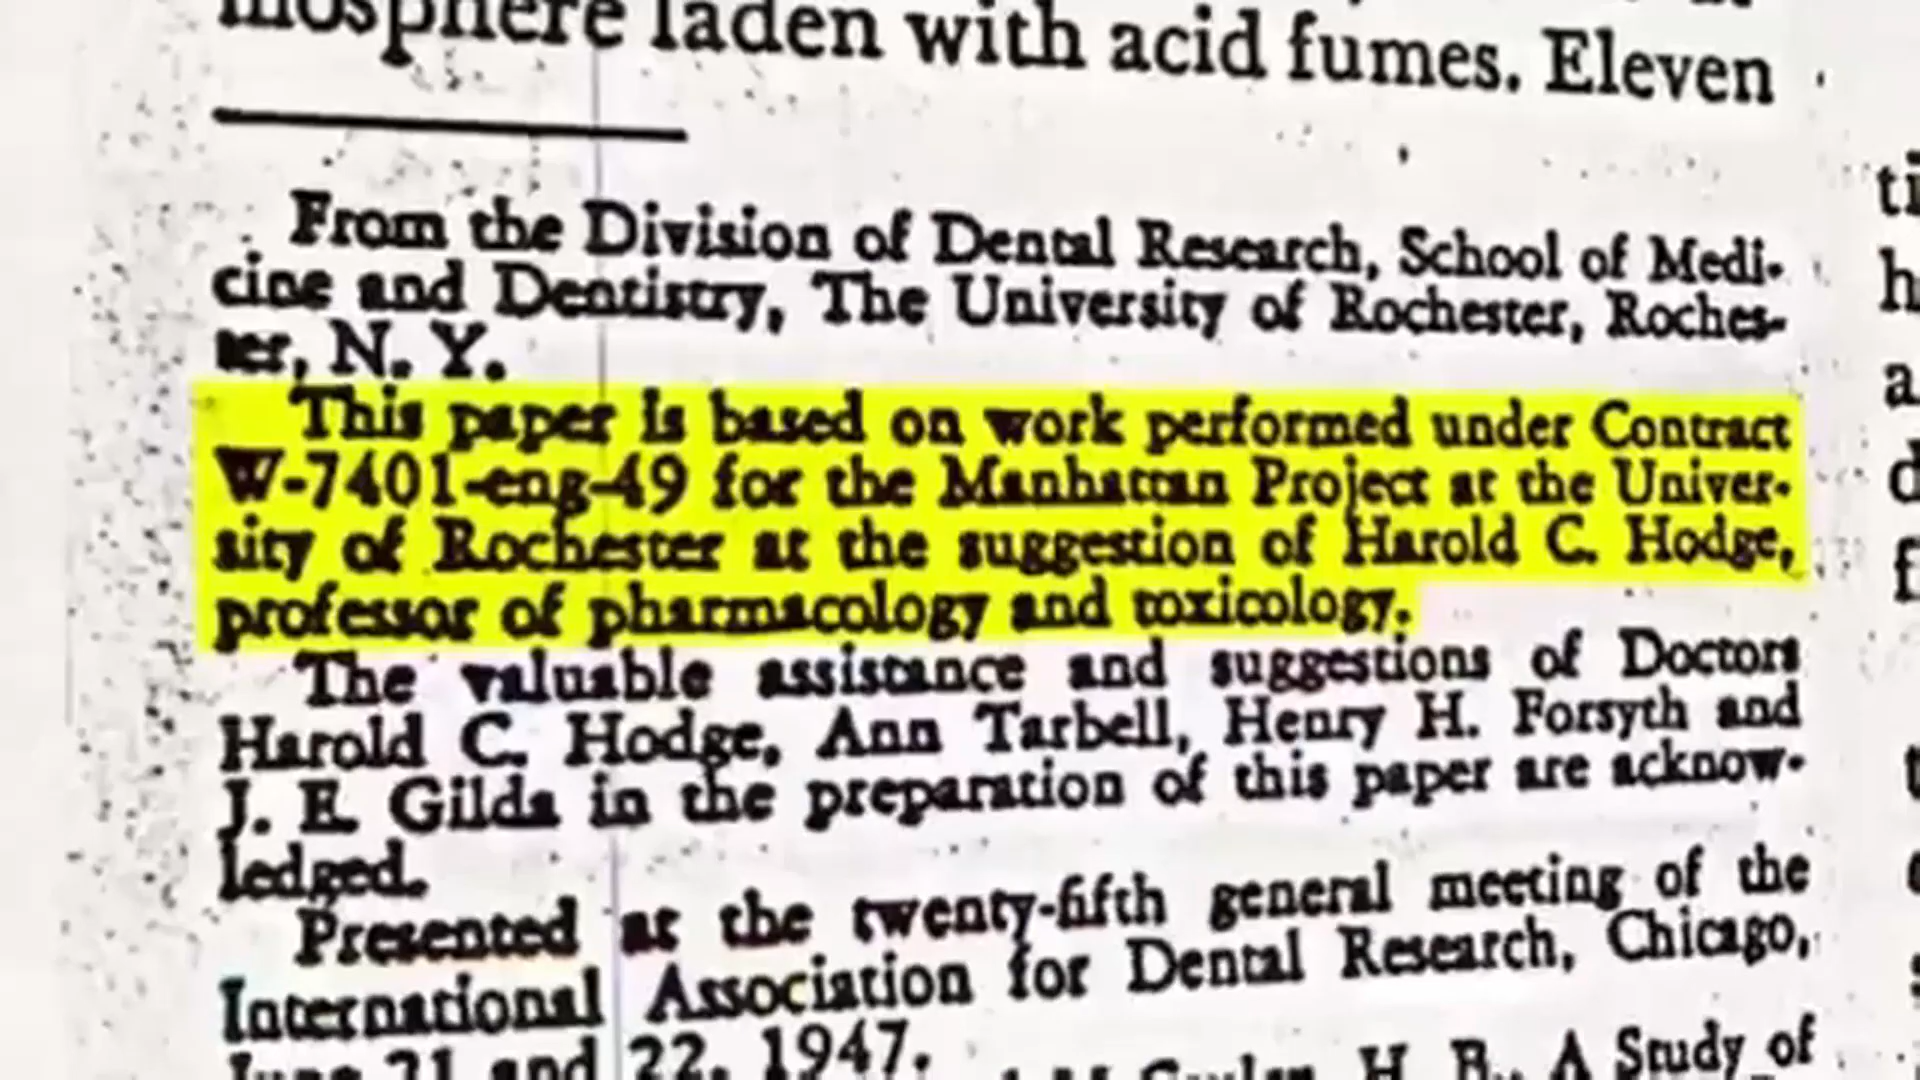 mosphere laden with acid fumes. Eleven
From the Division of Dental Research, School of Medi-
cine and Dentistry, The University of Rochester, Roches-
ter, N. Y.
This paper is based on work performed under Contract
W-7401-eng-49 for the Manhattan Project at the Univer-
sity of Rochester at the suggestion of Harold C. Hodge,
professor of pharmacology and toxicology.
The valuable assistance and suggestions of Doctors
Harold C. Hodge, Ann Tarbell, Henry H. Forsyth and
J. E. Gilda in the preparation of this paper are acknow-
ledged.
Presented at the twenty-fifth general meeting of the
International Association for Dental Research, Chicago,
June 21 and 22, 1947.
H. B., A Study of